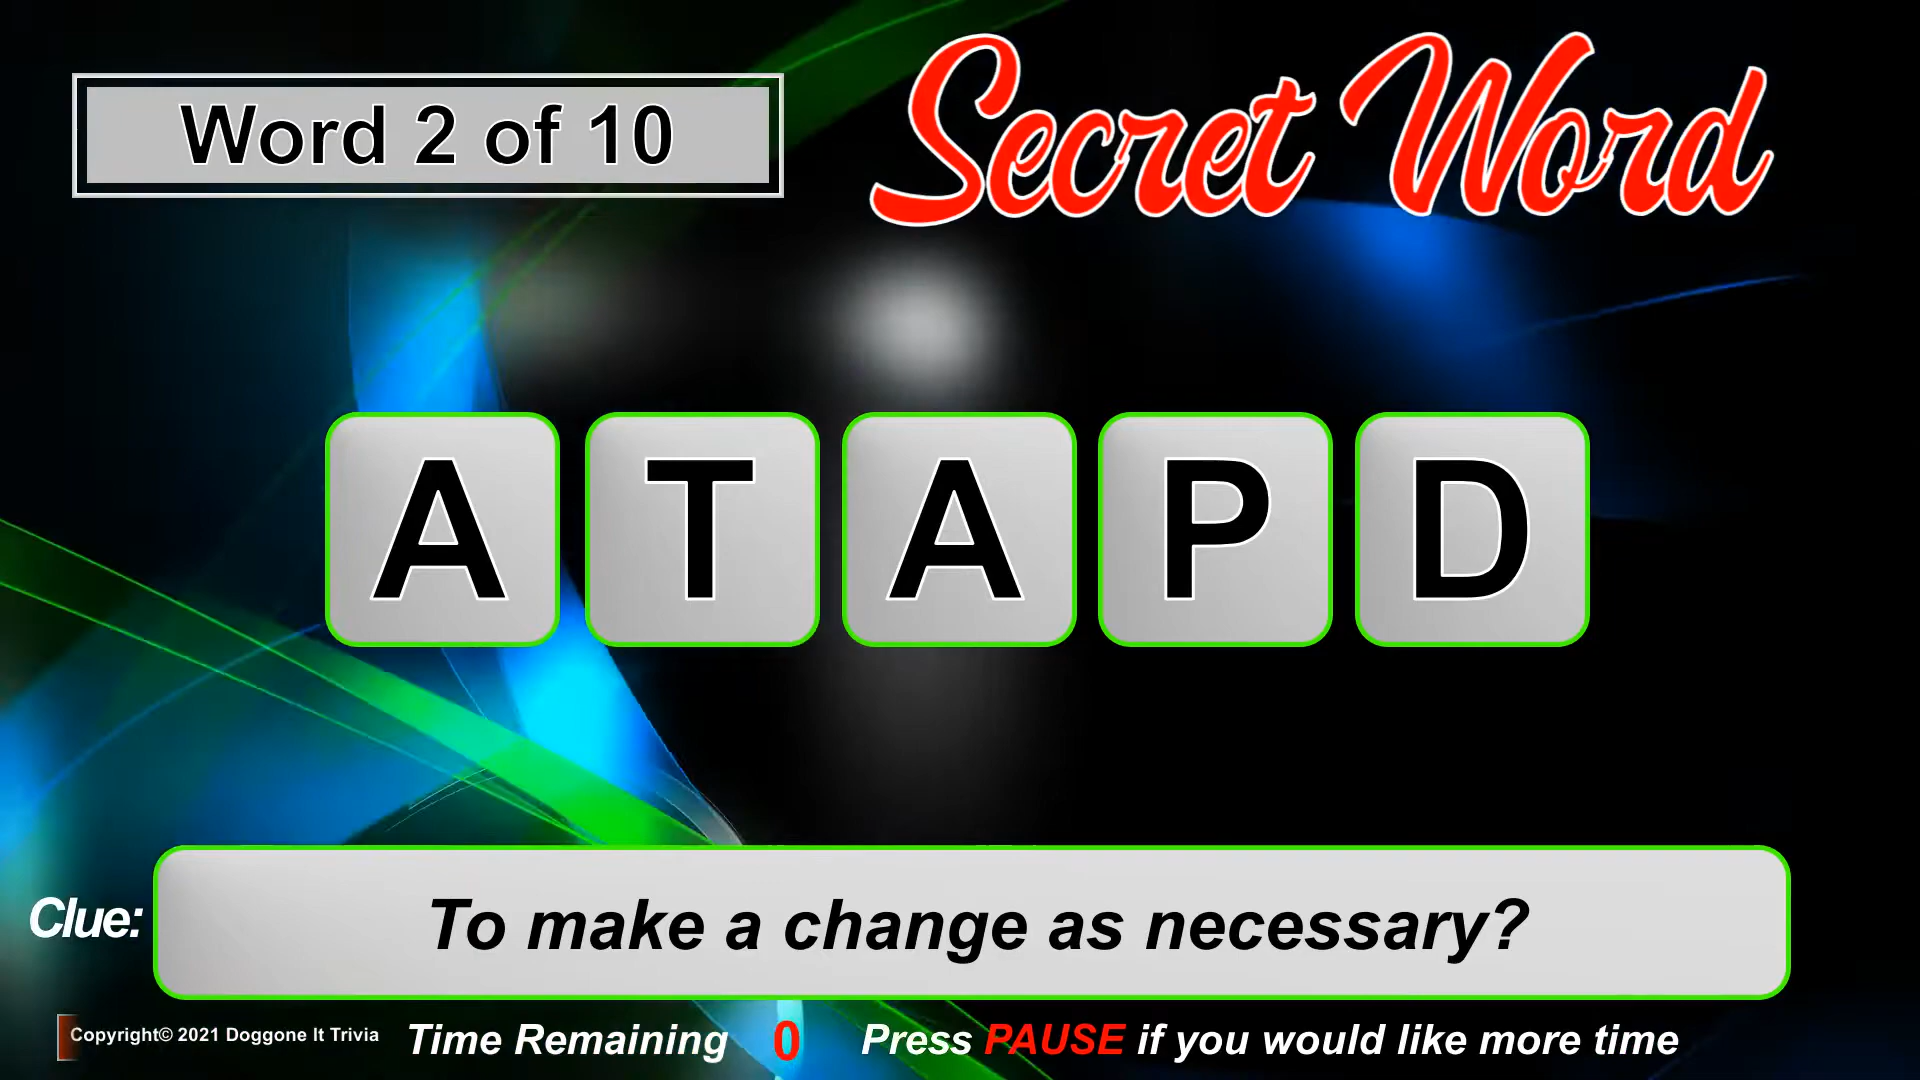 Word 2 of 10
Secret Word
A T A P D
Clue:
To make a change as necessary?
Copyright© 2021 Doggone It Trivia
Time Remaining 0 Press PAUSE if you would like more time